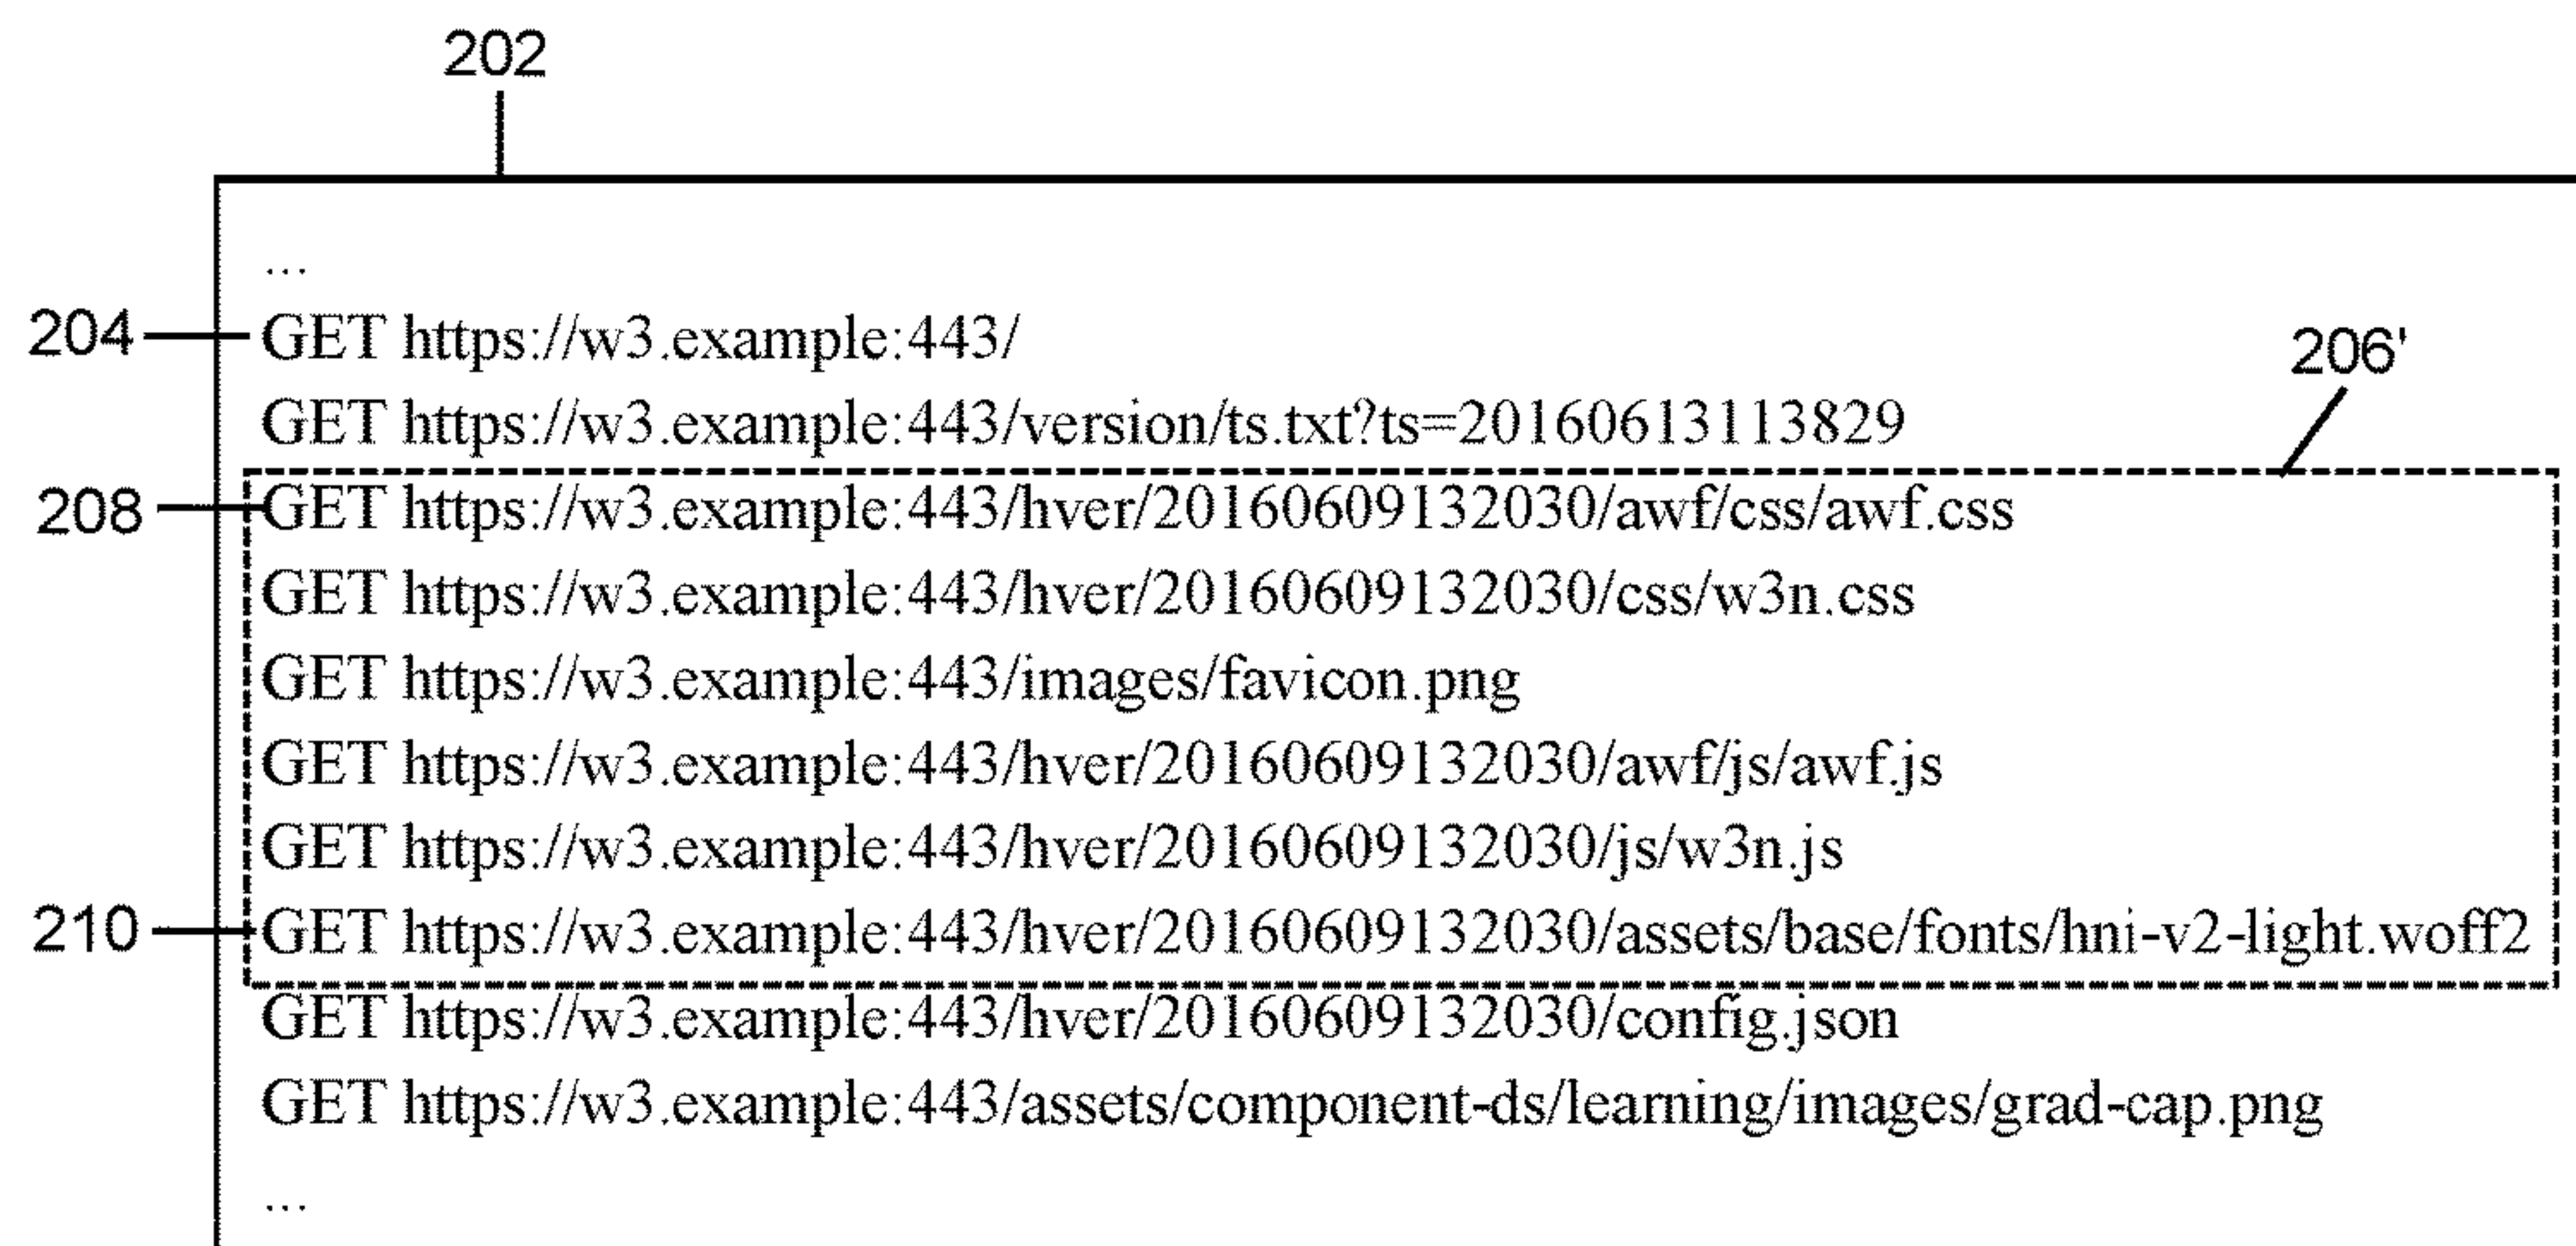 202
...
204 GET https://w3.example:443/
206'
GET https://w3.example:443/version/ts.txt?ts=20160613113829
208 GET https://w3.example:443/hver/20160609132030/awf/css/awf.css
GET https://w3.example:443/hver/20160609132030/css/w3n.css
GET https://w3.example:443/images/favicon.png
GET https://w3.example:443/hver/20160609132030/awf/js/awf.js
GET https://w3.example:443/hver/20160609132030/js/w3n.js
210 GET https://w3.example:443/hver/20160609132030/assets/base/fonts/hni-v2-light.woff2
GET https://w3.example:443/hver/20160609132030/config.json
GET https://w3.example:443/assets/component-ds/learning/images/grad-cap.png
...